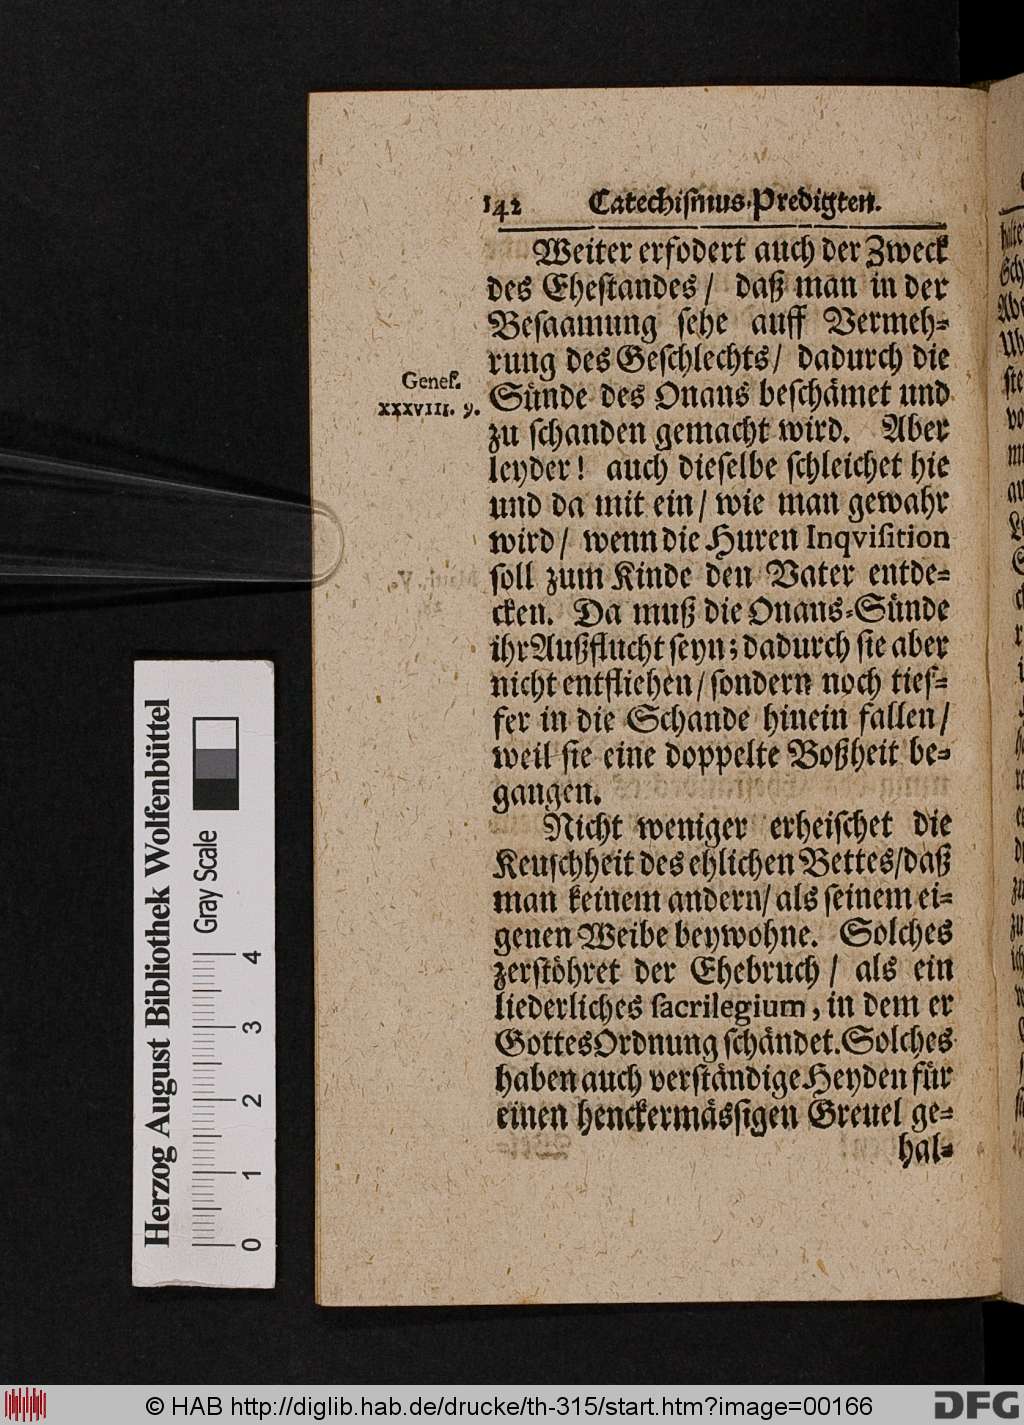 142 Catechiſmus-Predigten.
Weiter erfodert auch der Zweck
des Eheſtandes / daß man in der
Beſaamung ſehe auff Vermeh-
rung des Geſchlechts / dadurch die
Geneſ.
XXXVIII. 9.
Sünde des Onans beſchämet und
zu ſchanden gemacht wird. Aber
leyder! auch dieſelbe ſchleichet hie
und da mit ein / wie man gewahr
wird / wenn die Huren Inqviſition
ſoll zum Kinde den Vater entde-
cken. Da muß die Onans-Sünde
ihr Außflucht ſeyn; dadurch ſie aber
nicht entfliehen / ſondern noch tief-
fer in die Schande hinein fallen /
weil ſie eine doppelte Boßheit be-
gangen.
Nicht weniger erheiſchet die
Keuſchheit des ehlichen Bettes / daß
man keinem andern / als ſeinem ei-
genen Weibe beywohne. Solches
zerſtöhret der Ehebruch / als ein
liederliches ſacrilegium, in dem er
Gottes Ordnung ſchändet. Solches
haben auch verſtändige Heyden für
einen henckermäſſigen Greuel ge-
hal-
Herzog August Bibliothek Wolfenbüttel
Gray Scale
0 1 2 3 4
© HAB http://diglib.hab.de/drucke/th-315/start.htm?image=00166
DFG